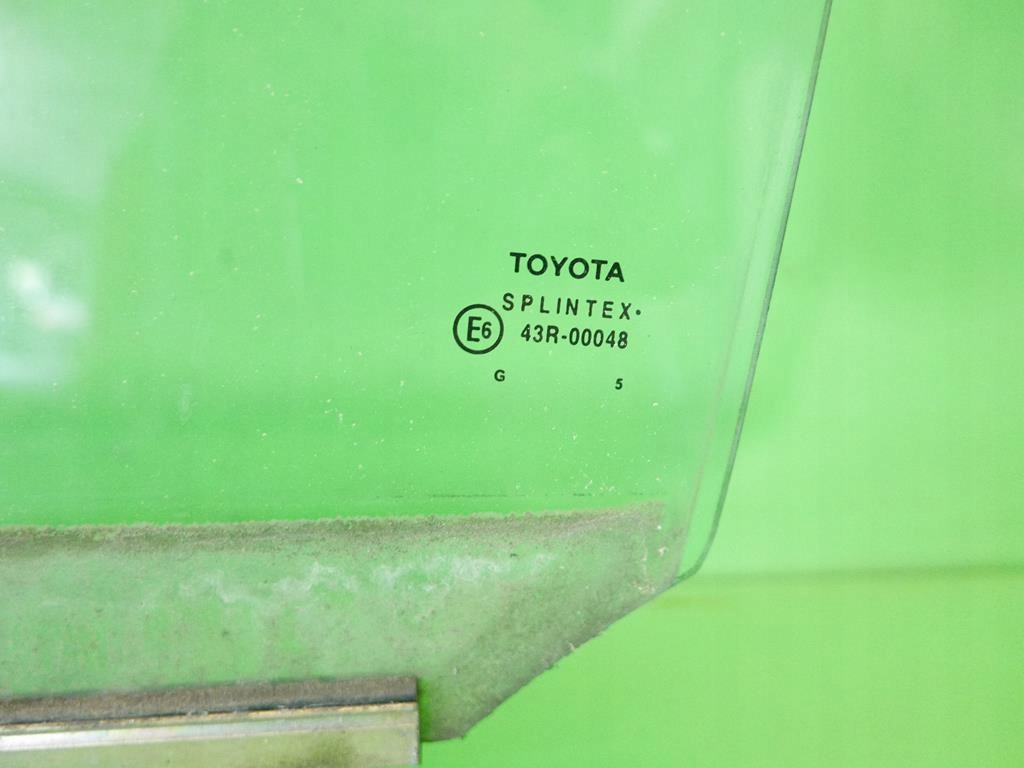 TOYOTA
SPLINTEX•
E6 43R-00048
G 5